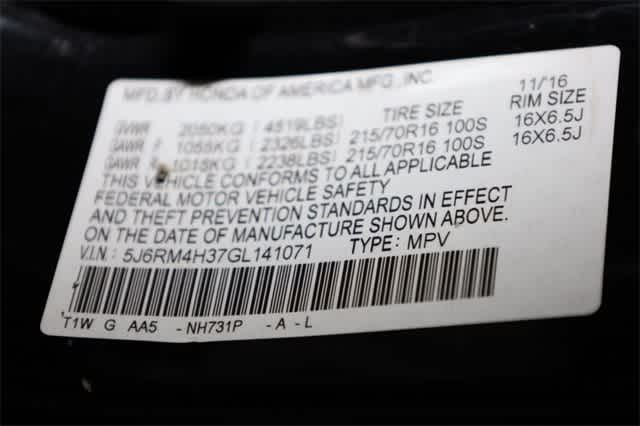 MFD.BY HONDA OF AMERICA MFG.,INC. 11/16
GVWR 2050KG (4519LBS) TIRE SIZE RIM SIZE
GAWR F 1055KG (2326LBS) 215/70R16 100S 16X6.5J
GAWR R 1015KG (2238LBS) 215/70R16 100S 16X6.5J
THIS VEHICLE CONFORMS TO ALL APPLICABLE
FEDERAL MOTOR VEHICLE SAFETY
AND THEFT PREVENTION STANDARDS IN EFFECT
ON THE DATE OF MANUFACTURE SHOWN ABOVE.
V.I.N.: 5J6RM4H37GL141071 TYPE: MPV
T1W G AA5 -NH731P -A-L